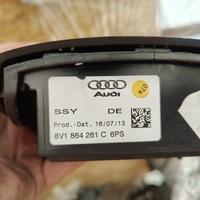 Audi
SSY DE
Prod.-Dat. 16/07/13
8V1 864 261 C 6PS